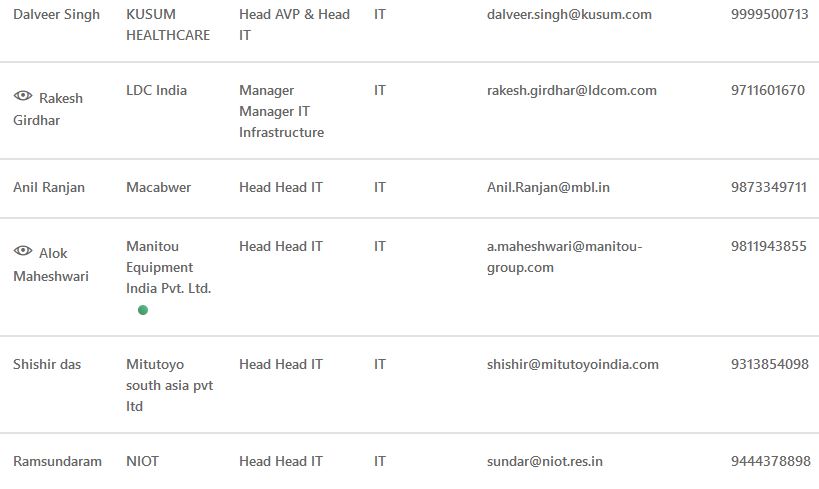 Dalveer Singh KUSUM Head AVP & Head IT dalveer.singh@kusum.com 9999500713
HEALTHCARE IT
Rakesh LDC India Manager IT rakesh.girdhar@ldcom.com 9711601670
Girdhar Manager IT
Infrastructure
Anil Ranjan Macabwer Head Head IT IT Anil.Ranjan@mbl.in 9873349711
Alok Manitou Head Head IT IT a.maheshwari@manitou- 9811943855
Maheshwari Equipment group.com
India Pvt. Ltd.
Shishir das Mitutoyo Head Head IT IT shishir@mitutoyoindia.com 9313854098
south asia pvt
ltd
Ramsundaram NIOT Head Head IT IT sundar@niot.res.in 9444378898